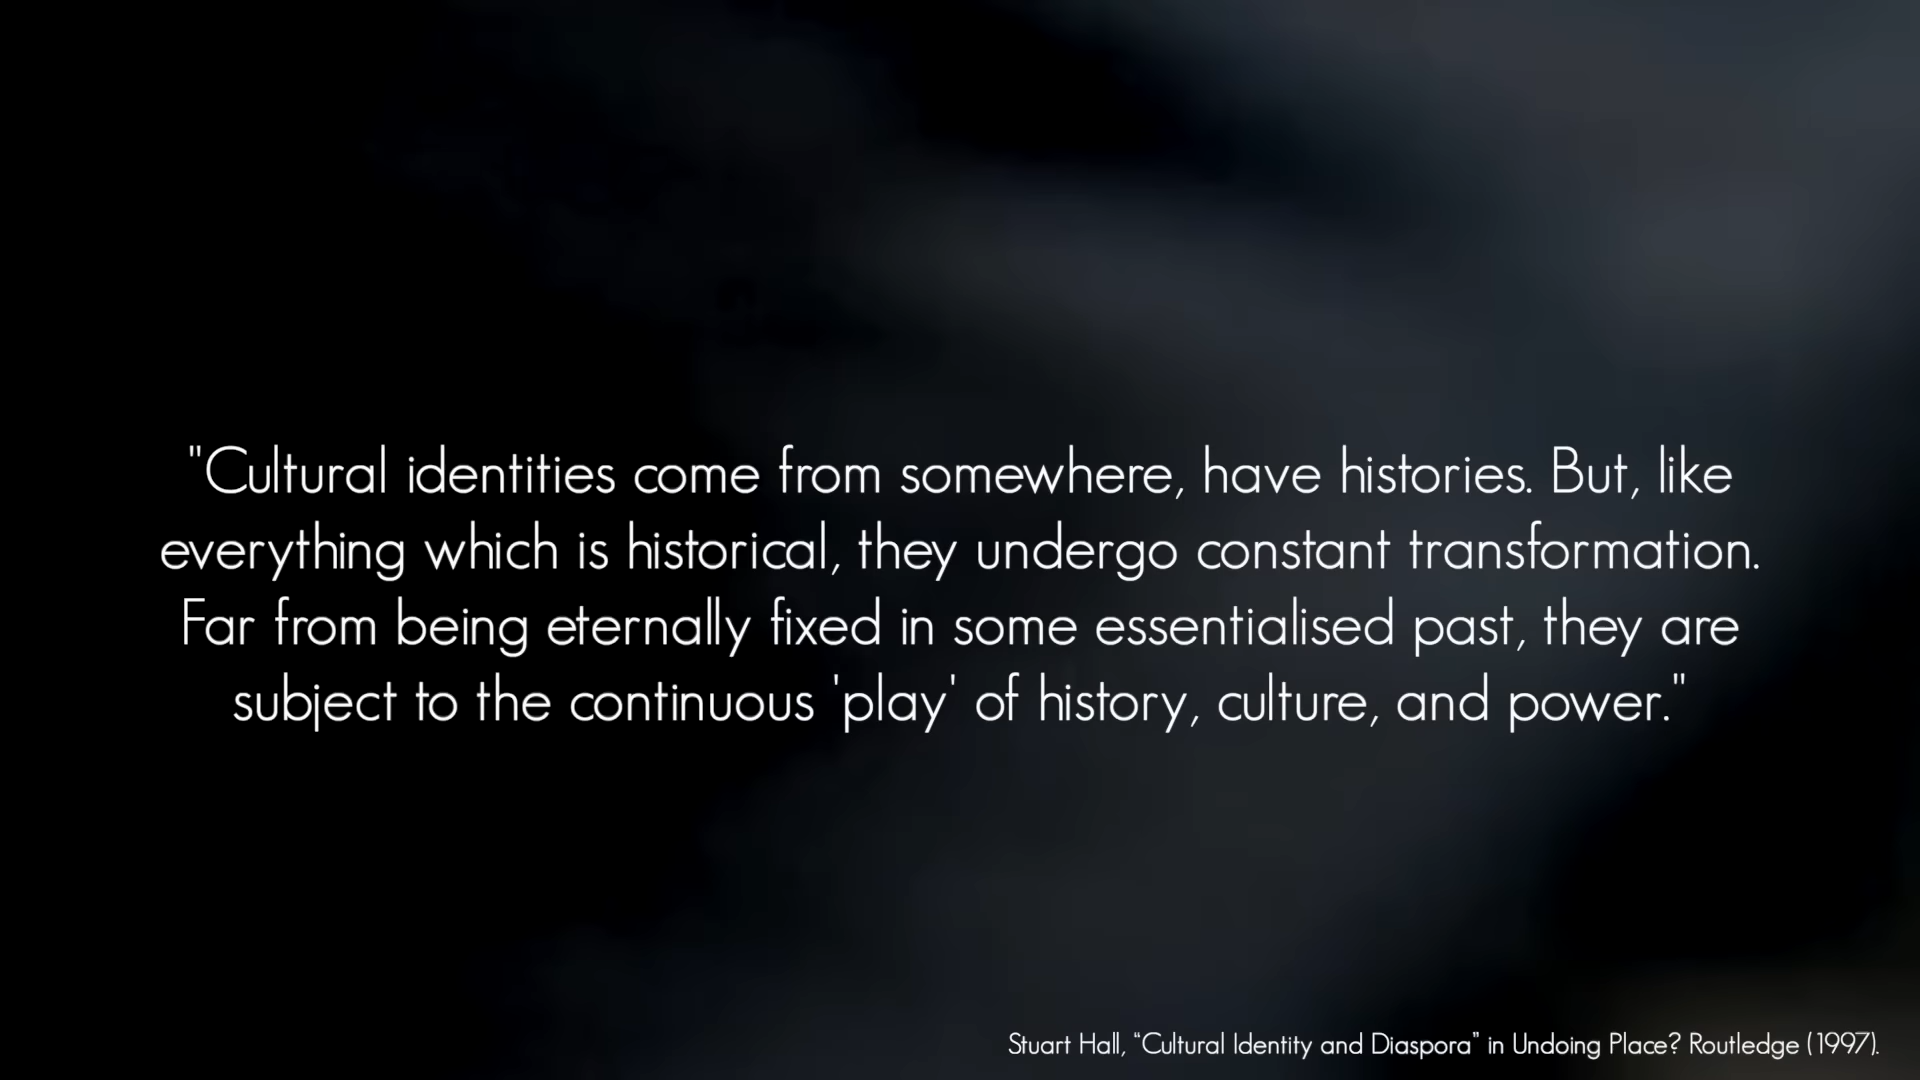 "Cultural identities come from somewhere, have histories. But, like
everything which is historical, they undergo constant transformation.
Far from being eternally fixed in some essentialised past, they are
subject to the continuous 'play' of history, culture, and power."
Stuart Hall, “Cultural Identity and Diaspora” in Undoing Place? Routledge (1997).